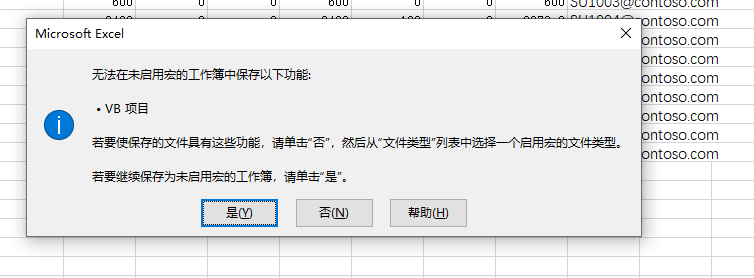 600 0 0 600 0 0 600 SU1003@contoso.com
Microsoft Excel
contoso.com
无法在未启用宏的工作簿中保存以下功能:
• VB 项目
若要使保存的文件具有这些功能，请单击“否”，然后从“文件类型”列表中选择一个启用宏的文件类型。
若要继续保存为未启用宏的工作簿，请单击“是”。
是(Y) 否(N) 帮助(H)
ontoso.com
ontoso.com
ontoso.com
ontoso.com
ontoso.com
ontoso.com
ontoso.com